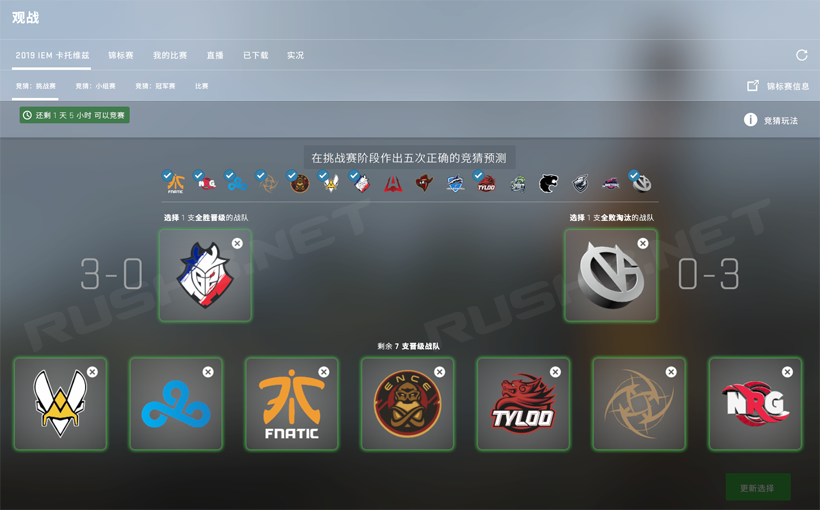 观战
2019 IEM 卡托维兹 锦标赛 我的比赛 直播 已下载 实况
竞猜：挑战赛 竞猜：小组赛 竞猜：冠军赛 比赛
锦标赛信息
还剩 1 天 5 小时 可以竞赛
竞猜玩法
在挑战赛阶段作出五次正确的竞猜预测
选择 1 支全胜晋级的战队
选择 1 支全败淘汰的战队
3-0
G2
VG
0-3
RUSHB.NET
RUSHB.NET
剩余 7 支晋级战队
FNATIC
ENCE
TYLOO
NRG
更新选择